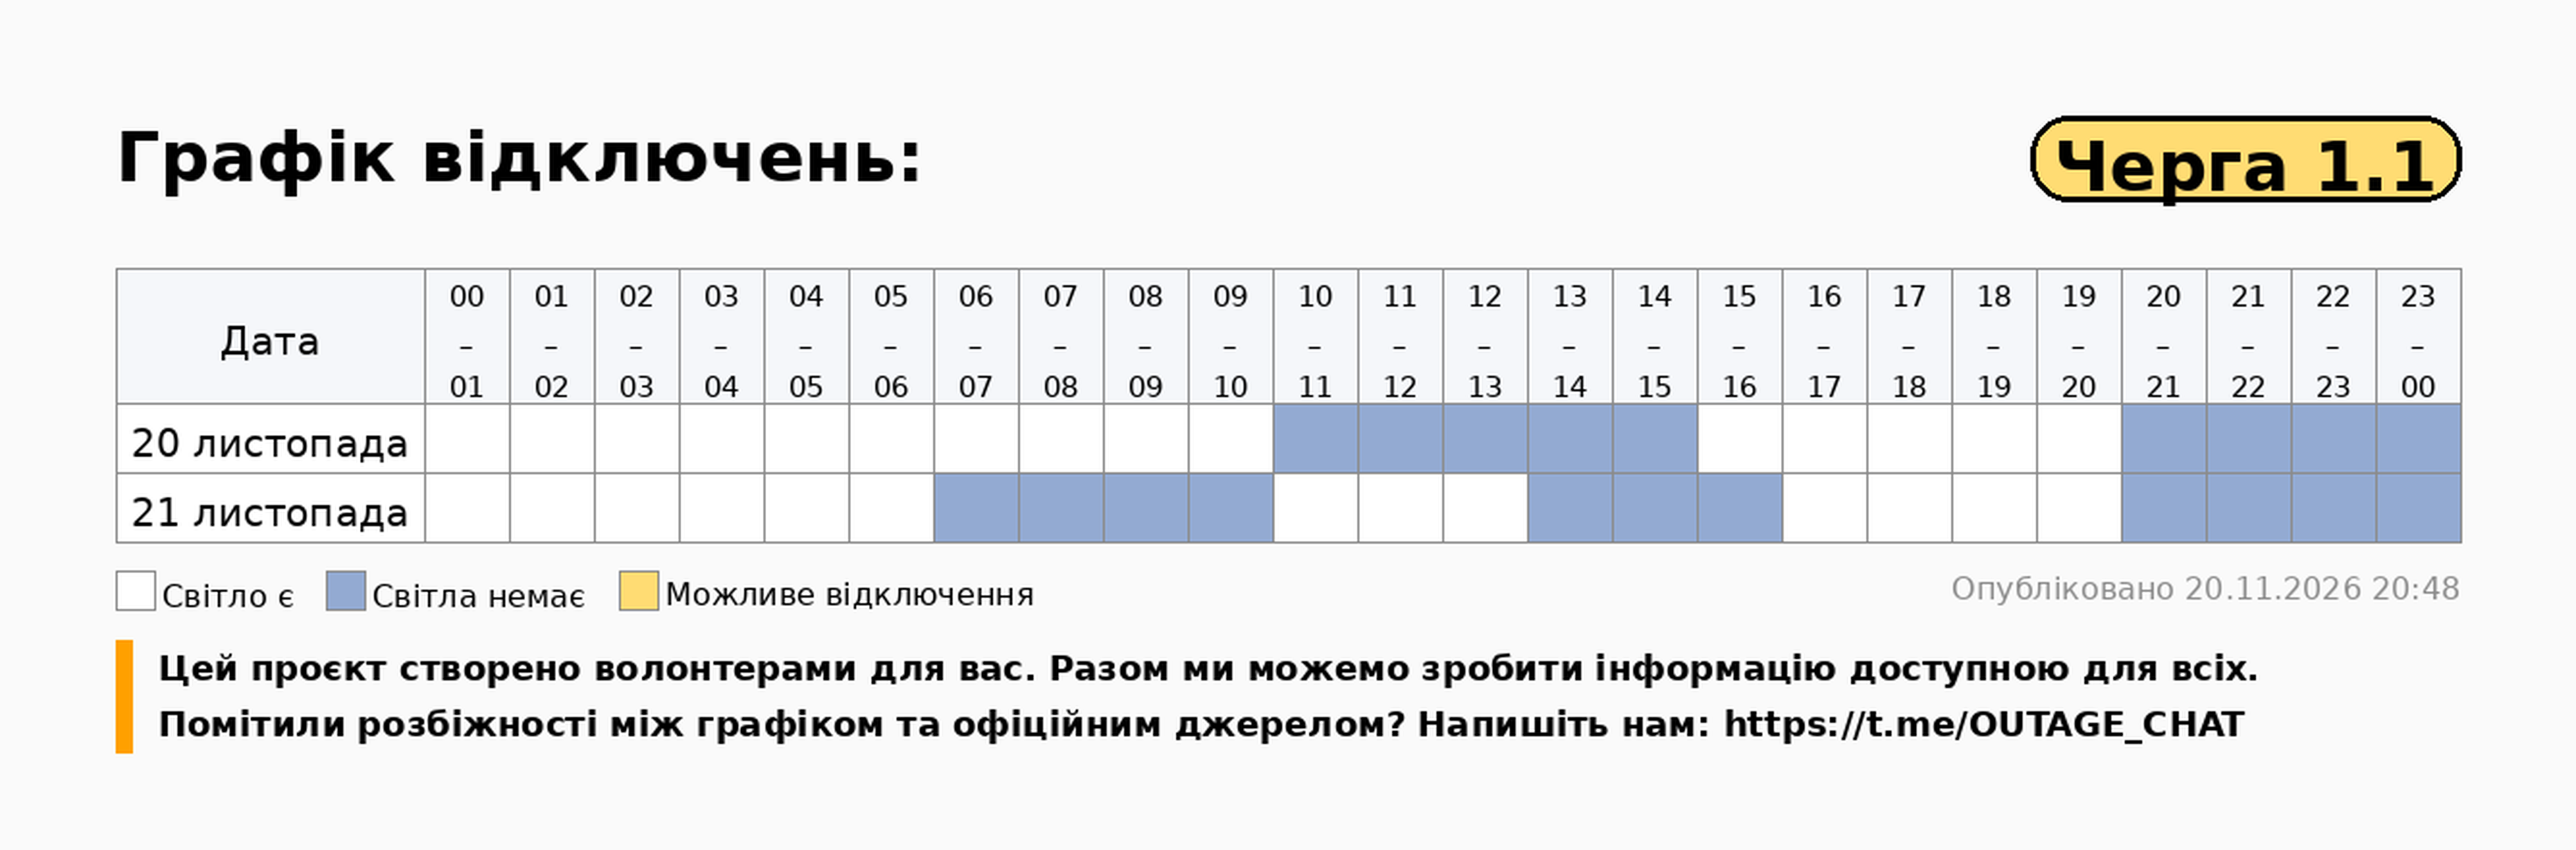 Графік відключень:
Черга 1.1
Дата 00 – 01 01 – 02 02 – 03 03 – 04 04 – 05 05 – 06 06 – 07 07 – 08 08 – 09 09 – 10 10 – 11 11 – 12 12 – 13 13 – 14 14 – 15 15 – 16 16 – 17 17 – 18 18 – 19 19 – 20 20 – 21 21 – 22 22 – 23 23 – 00
20 листопада
21 листопада
Світло є Світла немає Можливе відключення
Опубліковано 20.11.2026 20:48
Цей проєкт створено волонтерами для вас. Разом ми можемо зробити інформацію доступною для всіх.
Помітили розбіжності між графіком та офіційним джерелом? Напишіть нам: https://t.me/OUTAGE_CHAT